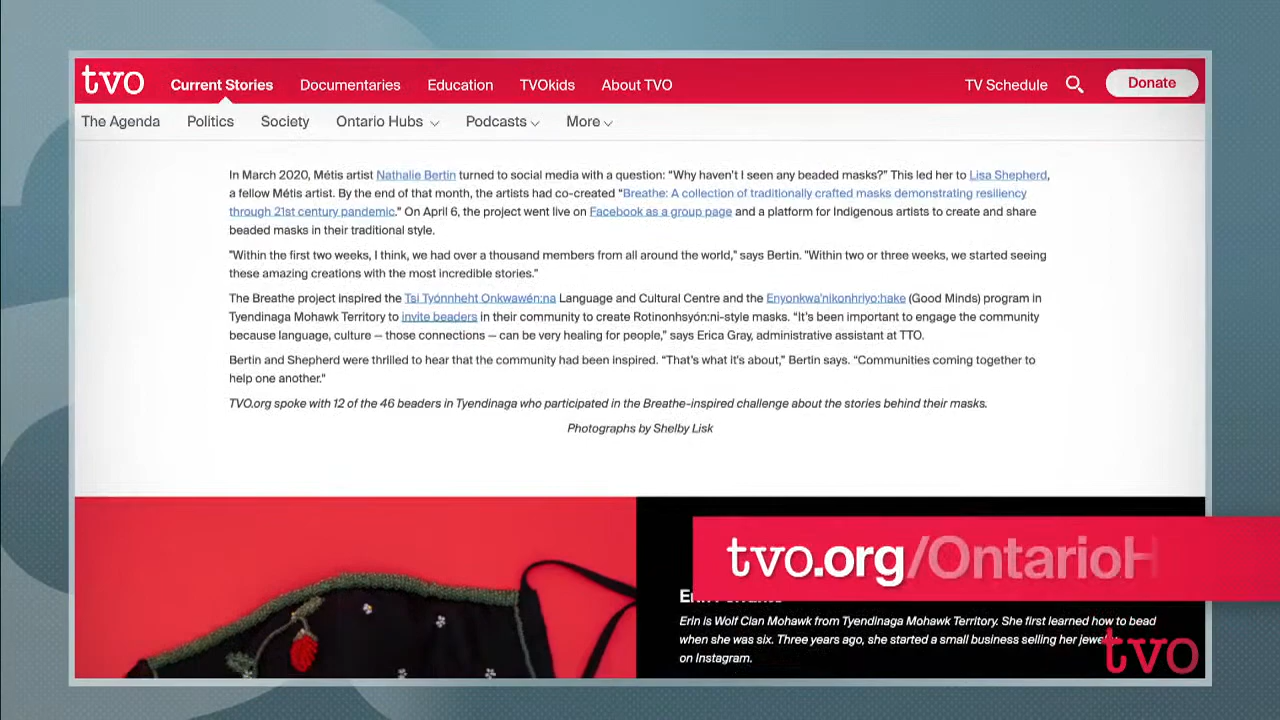 tvo
Current Stories
Documentaries
Education
TVOkids
About TVO
TV Schedule
Donate
The Agenda
Politics
Society
Ontario Hubs
Podcasts
More
In March 2020, Métis artist Nathalie Bertin turned to social media with a question: “Why haven’t I seen any beaded masks?” This led her to Lisa Shepherd,
a fellow Métis artist. By the end of that month, the artists had co-created “Breathe: A collection of traditionally crafted masks demonstrating resiliency
through 21st century pandemic.” On April 6, the project went live on Facebook as a group page and a platform for Indigenous artists to create and share
beaded masks in their traditional style.
"Within the first two weeks, I think, we had over a thousand members from all around the world,” says Bertin. "Within two or three weeks, we started seeing
these amazing creations with the most incredible stories.”
The Breathe project inspired the Tsi Tyónnheht Onkwawén:na Language and Cultural Centre and the Enyonkwa’nikonhriyo:hake (Good Minds) program in
Tyendinaga Mohawk Territory to invite beaders in their community to create Rotinonhsyón:ni-style masks. “It’s been important to engage the community
because language, culture — those connections — can be very healing for people,” says Erica Gray, administrative assistant at TTO.
Bertin and Shepherd were thrilled to hear that the community had been inspired. “That’s what it’s about,” Bertin says. “Communities coming together to
help one another.”
TVO.org spoke with 12 of the 46 beaders in Tyendinaga who participated in the Breathe-inspired challenge about the stories behind their masks.
Photographs by Shelby Lisk
tvo.org/OntarioH
Erin is Wolf Clan Mohawk from Tyendinaga Mohawk Territory. She first learned how to bead
when she was six. Three years ago, she started a small business selling her
on Instagram.
tvo